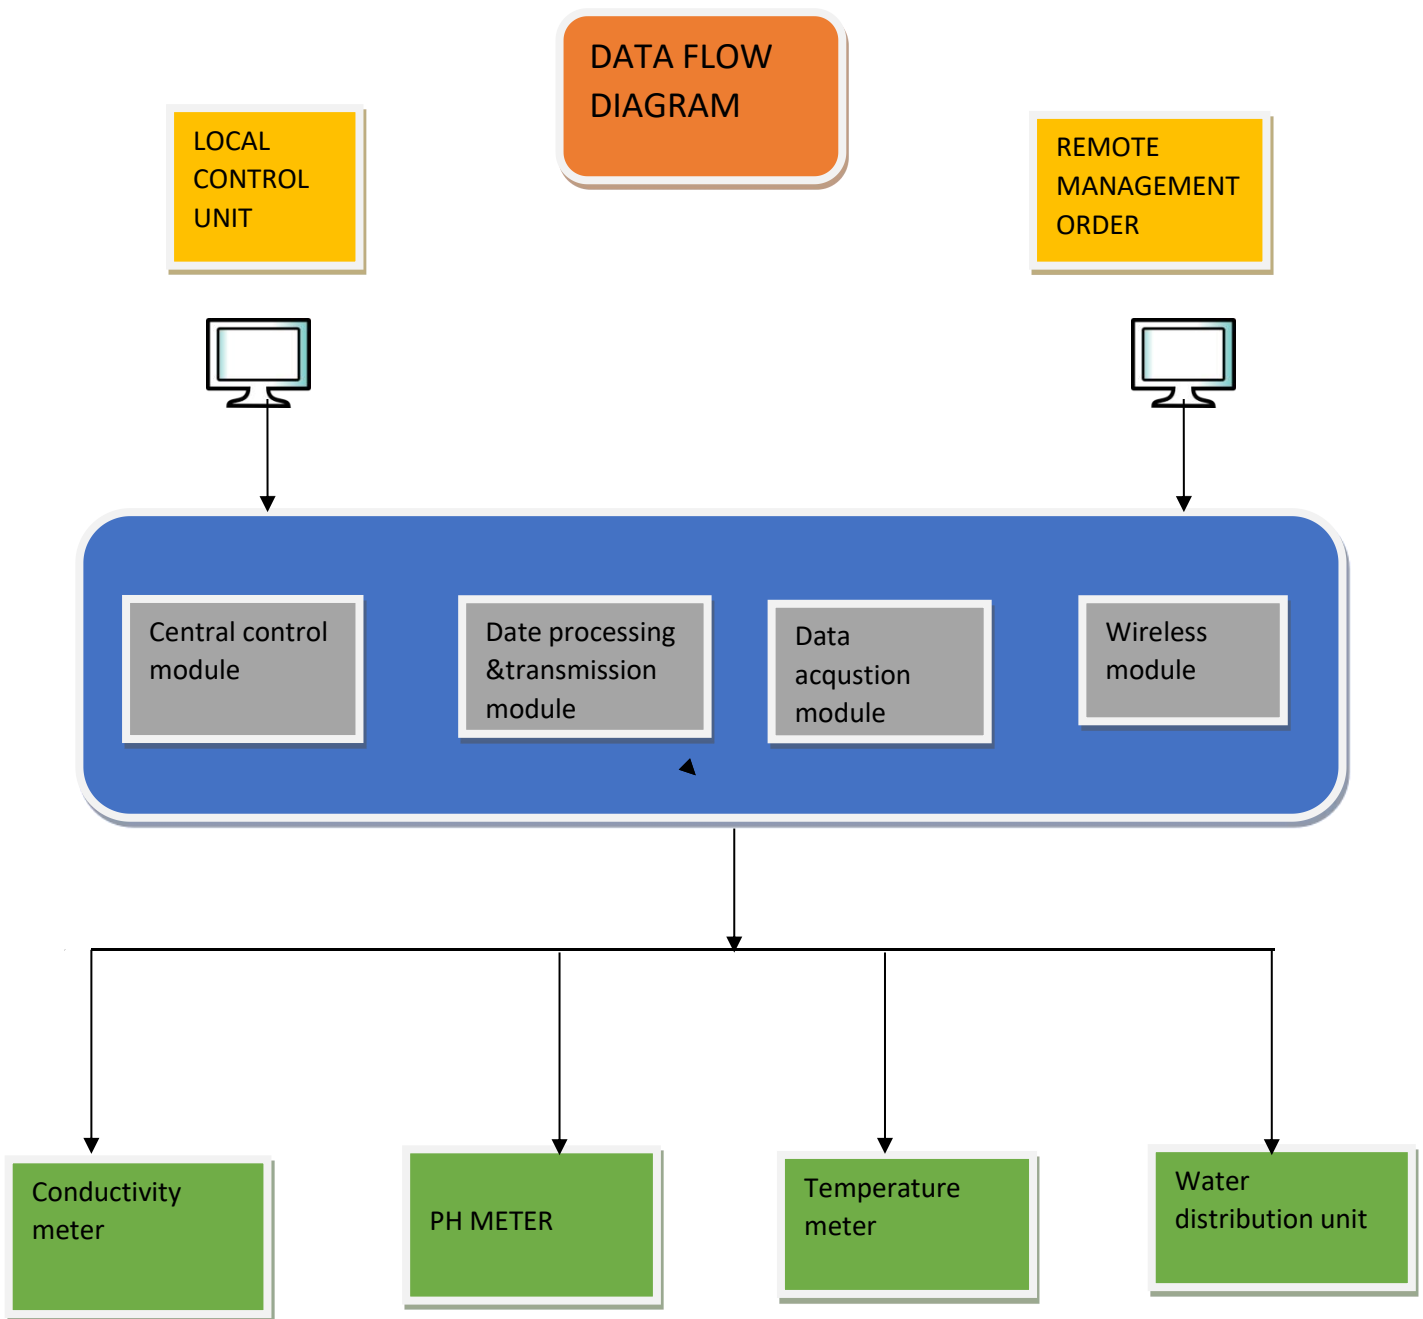 DATA FLOW
DIAGRAM
LOCAL
CONTROL
UNIT
REMOTE
MANAGEMENT
ORDER
Central control
module
Date processing
&transmission
module
Data
acqustion
module
Wireless
module
Conductivity
meter
PH METER
Temperature
meter
Water
distribution unit